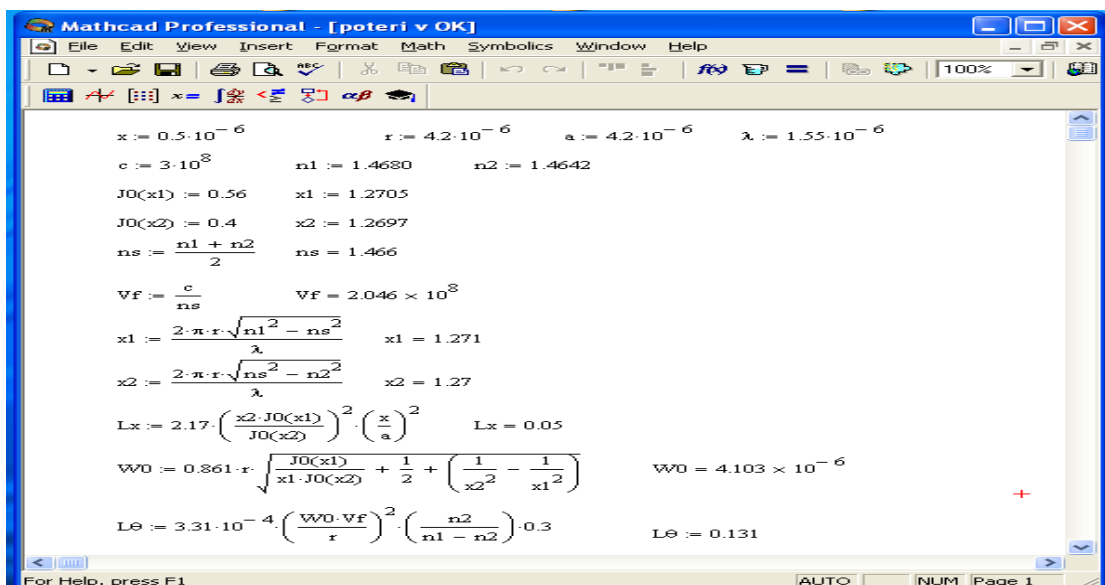 Mathcad Professional - [poteri v OK]
File Edit View Insert Format Math Symbolics Window Help
100%
x := 0.5·10^-6 r := 4.2·10^-6 a := 4.2·10^-6 λ := 1.55·10^-6
c := 3·10^8 n1 := 1.4680 n2 := 1.4642
J0(x1) := 0.56 x1 := 1.2705
J0(x2) := 0.4 x2 := 1.2697
ns := (n1 + n2)/2 ns = 1.466
Vf := c/ns Vf = 2.046 × 10^8
x1 := (2·π·r·√(n1^2 − ns^2))/λ x1 = 1.271
x2 := (2·π·r·√(ns^2 − n2^2))/λ x2 = 1.27
Lx := 2.17·((x2·J0(x1))/J0(x2))^2·(x/a)^2 Lx = 0.05
W0 := 0.861·r·√(J0(x1)/(x1·J0(x2)) + 1/2 + (1/x2^2 − 1/x1^2)) W0 = 4.103 × 10^-6
Lθ := 3.31·10^-4·((W0·Vf)/r)^2·(n2/(n1 − n2))·0.3 Lθ := 0.131
For Help, press F1 AUTO NUM Page 1